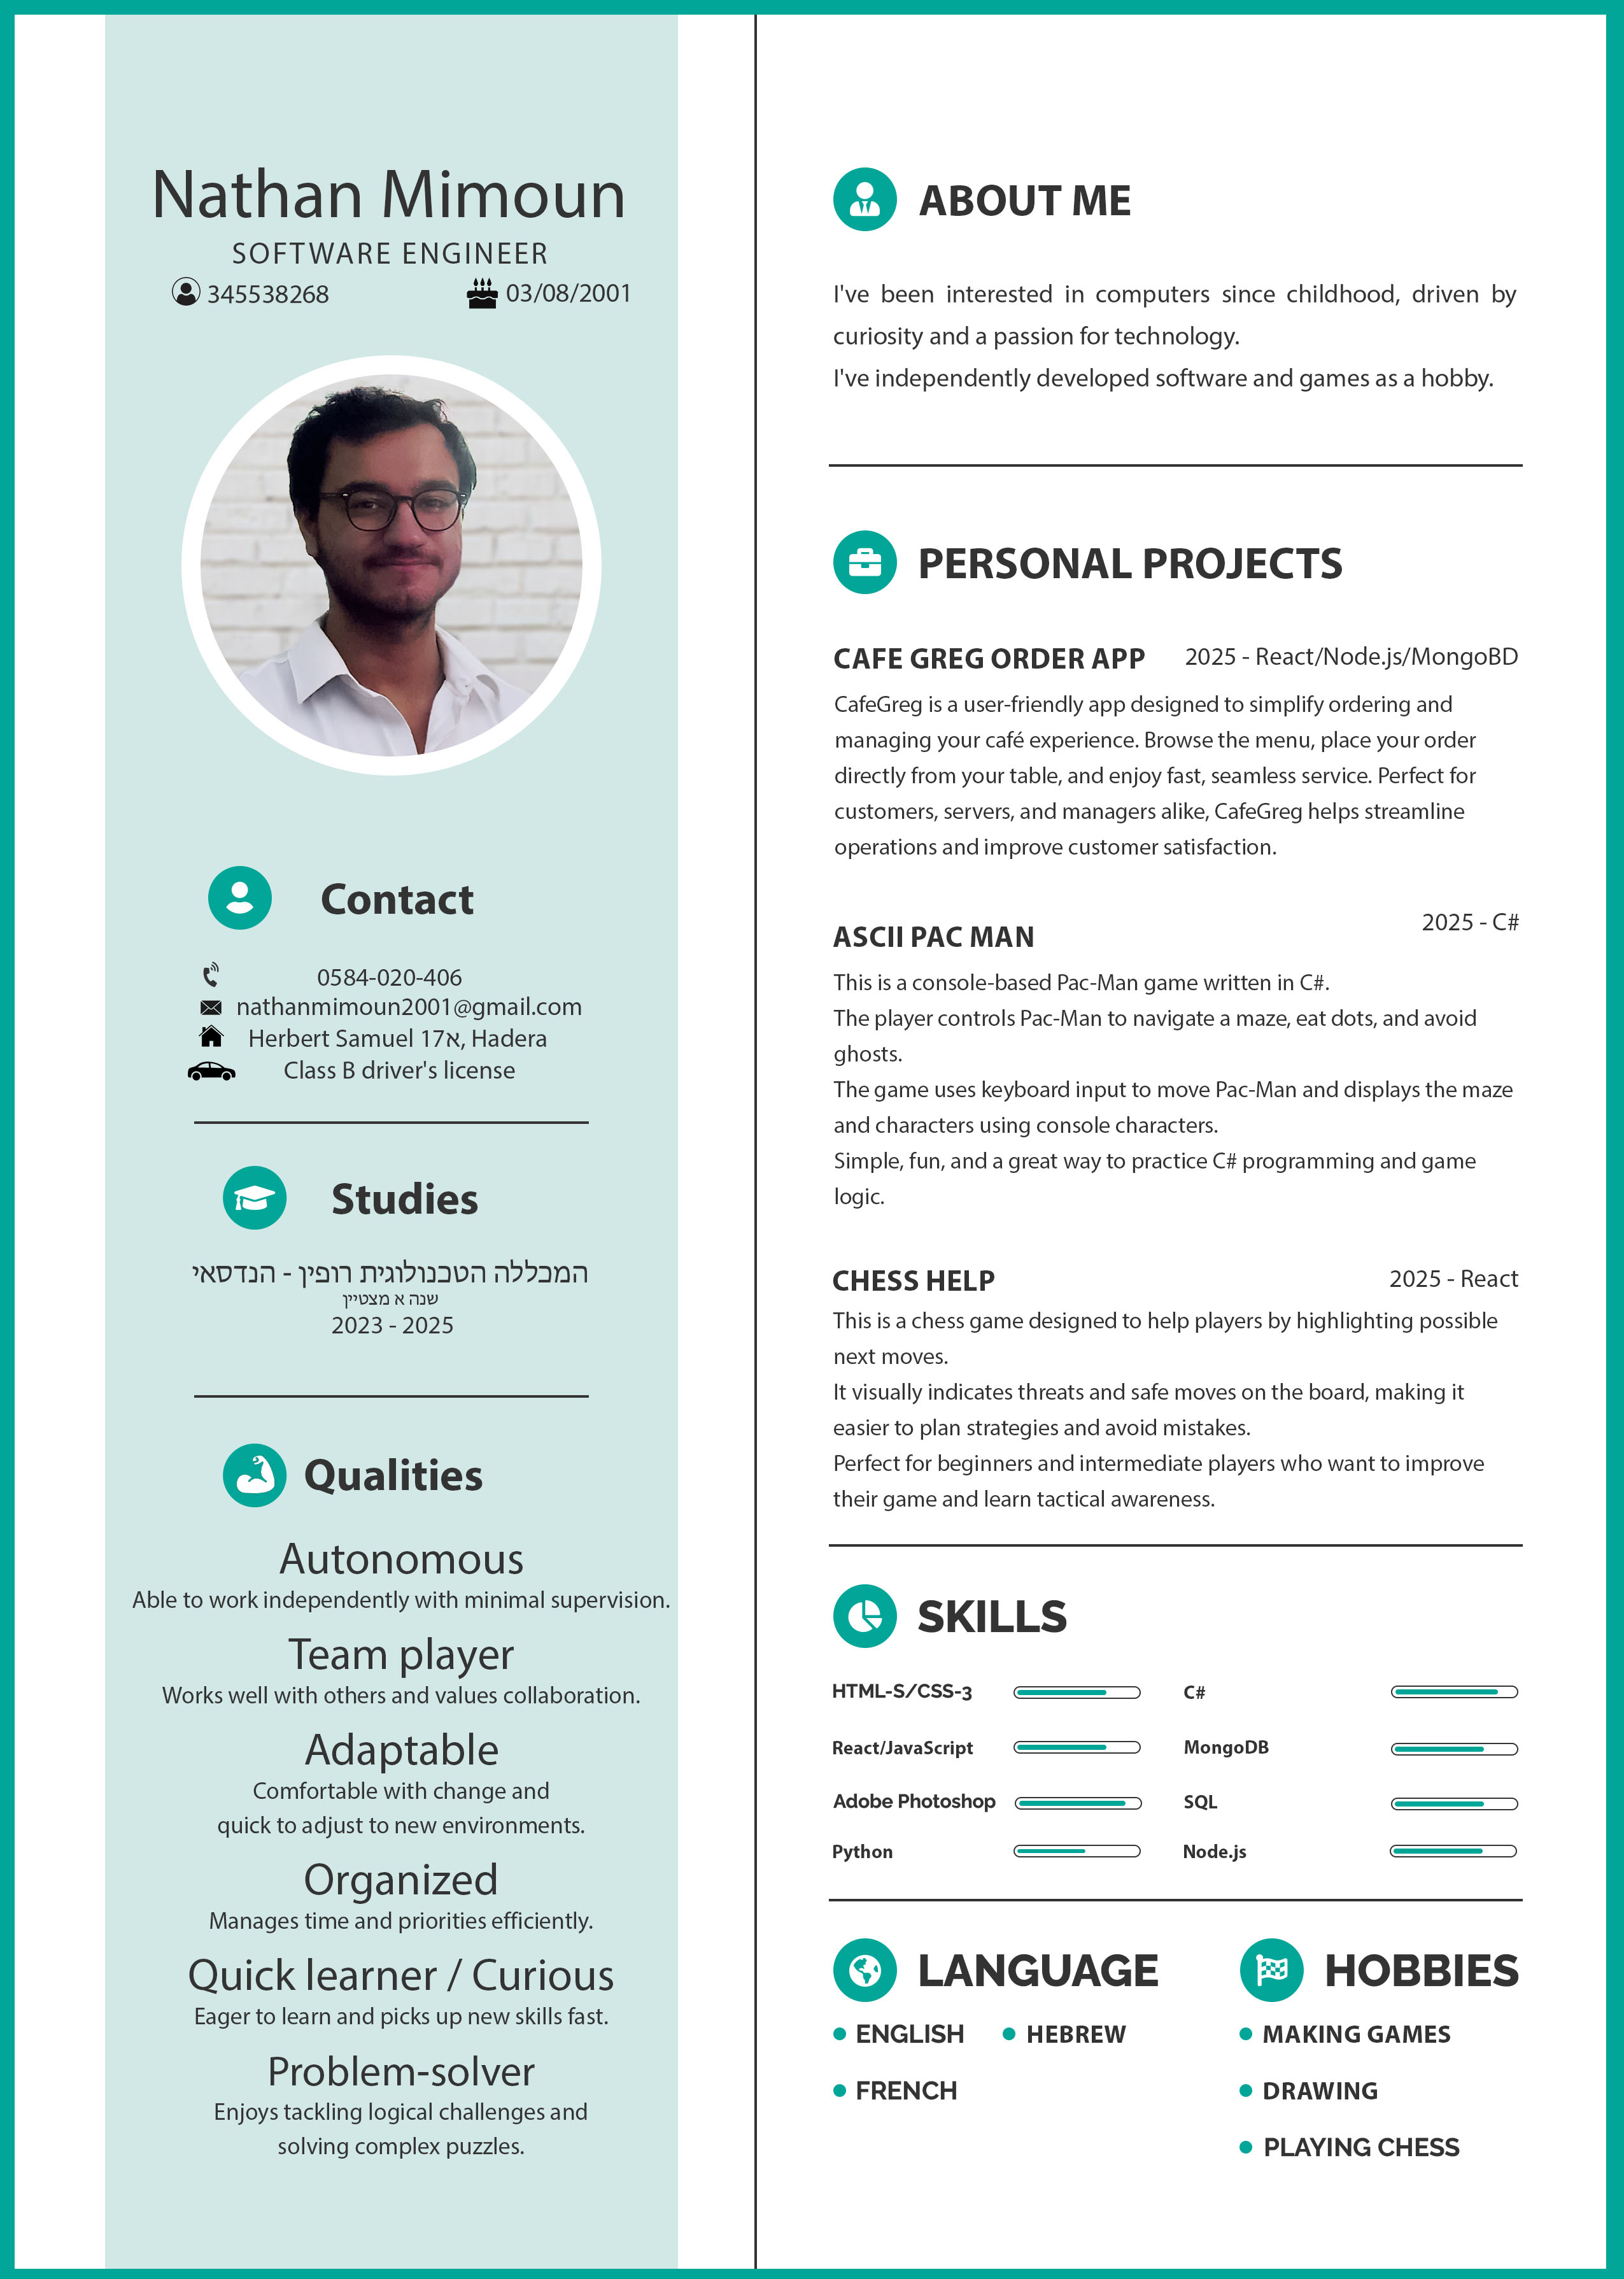 Nathan Mimoun
SOFTWARE ENGINEER
345538268
03/08/2001
Contact
0584-020-406
nathanmimoun2001@gmail.com
Herbert Samuel 17א, Hadera
Class B driver's license
Studies
המכללה הטכנולוגית רופין - הנדסאי
שנה א מצטיין
2023 - 2025
Qualities
Autonomous
Able to work independently with minimal supervision.
Team player
Works well with others and values collaboration.
Adaptable
Comfortable with change and
quick to adjust to new environments.
Organized
Manages time and priorities efficiently.
Quick learner / Curious
Eager to learn and picks up new skills fast.
Problem-solver
Enjoys tackling logical challenges and
solving complex puzzles.
ABOUT ME
I've been interested in computers since childhood, driven by
curiosity and a passion for technology.
I've independently developed software and games as a hobby.
PERSONAL PROJECTS
CAFE GREG ORDER APP
2025 - React/Node.js/MongoBD
CafeGreg is a user-friendly app designed to simplify ordering and
managing your café experience. Browse the menu, place your order
directly from your table, and enjoy fast, seamless service. Perfect for
customers, servers, and managers alike, CafeGreg helps streamline
operations and improve customer satisfaction.
ASCII PAC MAN
2025 - C#
This is a console-based Pac-Man game written in C#.
The player controls Pac-Man to navigate a maze, eat dots, and avoid
ghosts.
The game uses keyboard input to move Pac-Man and displays the maze
and characters using console characters.
Simple, fun, and a great way to practice C# programming and game
logic.
CHESS HELP
2025 - React
This is a chess game designed to help players by highlighting possible
next moves.
It visually indicates threats and safe moves on the board, making it
easier to plan strategies and avoid mistakes.
Perfect for beginners and intermediate players who want to improve
their game and learn tactical awareness.
SKILLS
HTML-S/CSS-3
C#
React/JavaScript
MongoDB
Adobe Photoshop
SQL
Python
Node.js
LANGUAGE
ENGLISH
HEBREW
FRENCH
HOBBIES
MAKING GAMES
DRAWING
PLAYING CHESS